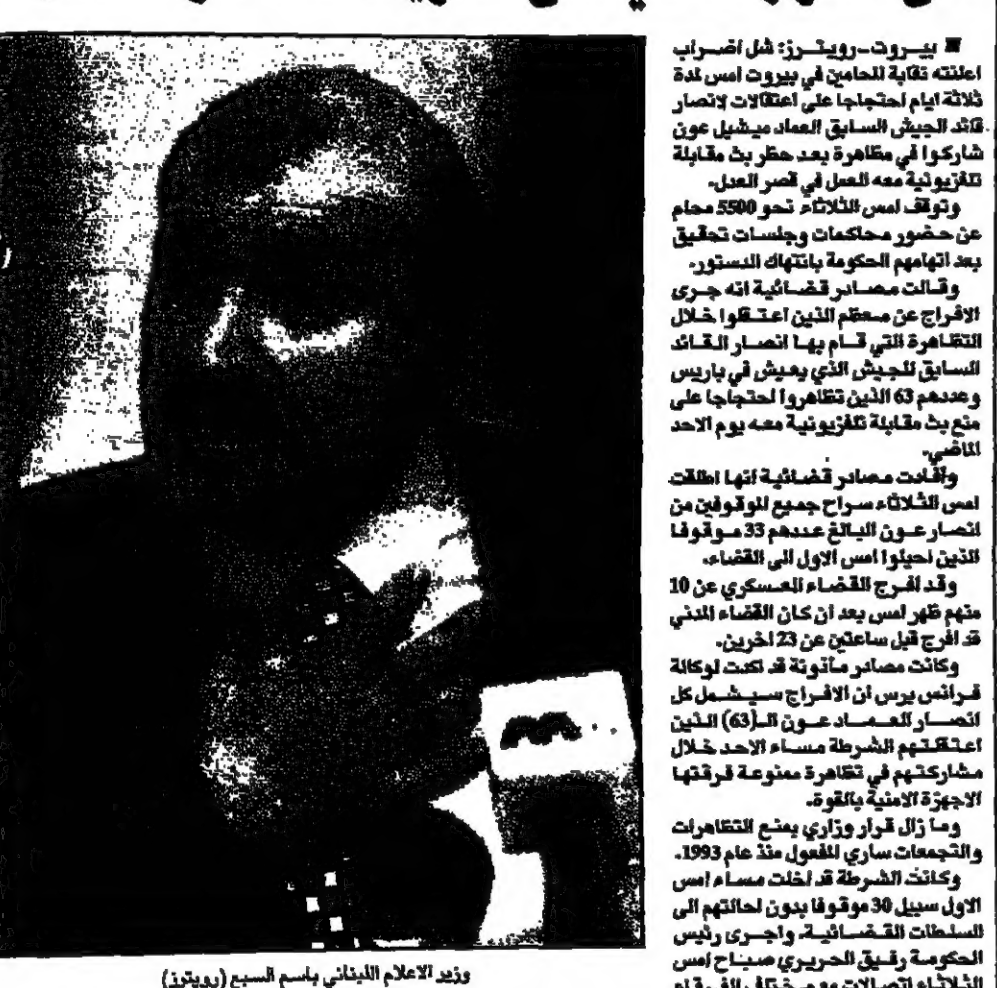 ■ بيـــروت-رويتـــرز: شل اضـــراب
اعلنته نقابة المحامين في بيروت امس لمدة
ثلاثة ايام احتجاجا على اعتقالات لانصار
قائد الجيش السابق العماد ميشيل عون
شاركوا في مظاهرة بعد حظر بث مقابلة
تلفزيونية معه العمل في قصر العدل.
وتوقف امس الثلاثاء نحو 5500 محام
عن حضور محاكمات وجلسات تحقيق
بعد اتهامهم الحكومة بانتهاك الدستور.
وقالت مصادر قضائية انه جرى
الافراج عن معظم الذين اعتقلوا خلال
التظاهرة التي قام بها انصار القائد
السابق للجيش الذي يعيش في باريس
وعددهم 63 الذين تظاهروا احتجاجا على
منع بث مقابلة تلفزيونية معه يوم الاحد
الماضي.
وأفادت مصادر قضائية انها اطلقت
امس الثلاثاء سراح جميع الموقوفين من
انصار عون البالغ عددهم 33 موقوفا
الذين احيلوا امس الاول الى القضاء.
وقد افرج القضاء العسكري عن 10
منهم ظهر امس بعد ان كان القضاء المدني
قد افرج قبل ساعتين عن 23 اخرين.
وكانت مصادر مأذونة قد اكدت لوكالة
فرانس برس ان الافراج سيشمل كل
انصار العماد عون الـ(63) الذين
اعتقلتهم الشرطة مساء الاحد خلال
مشاركتهم في تظاهرة ممنوعة فرقتها
الاجهزة الامنية بالقوة.
وما زال قرار وزاري يمنع التظاهرات
والتجمعات ساري المفعول منذ عام 1993.
وكانت الشرطة قد اخلت مساء امس
الاول سبيل 30 موقوفا بدون احالتهم الى
السلطات القضائية. واجرى رئيس
الحكومة رفيق الحريري صباح امس
الثلاثاء اتصالات مع مختلف الفرقاء
وزير الاعلام اللبناني باسم السبع (رويترز)